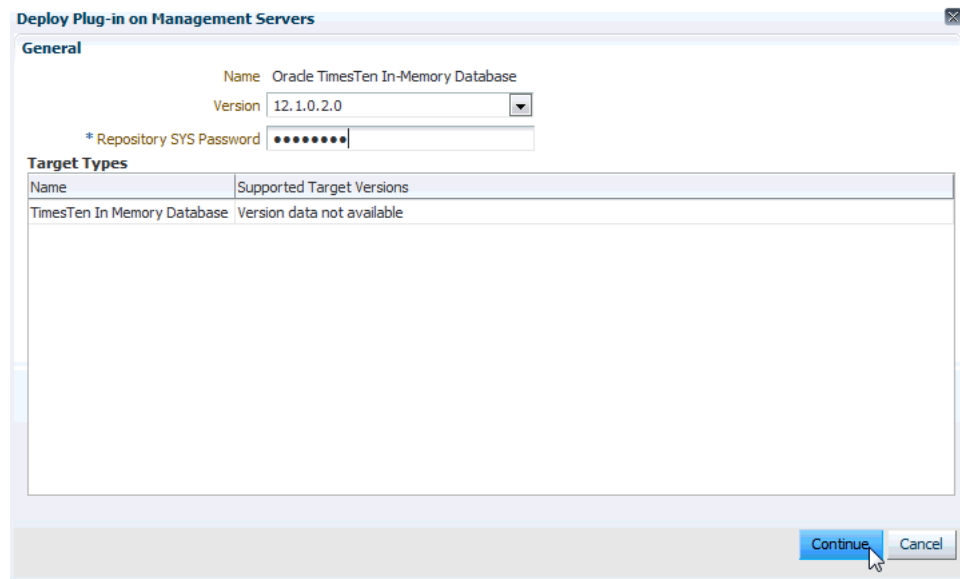 Deploy Plug-in on Management Servers
General
Name Oracle TimesTen In-Memory Database
Version 12.1.0.2.0
* Repository SYS Password ••••••••
Target Types
Name Supported Target Versions
TimesTen In Memory Database Version data not available
Continue Cancel